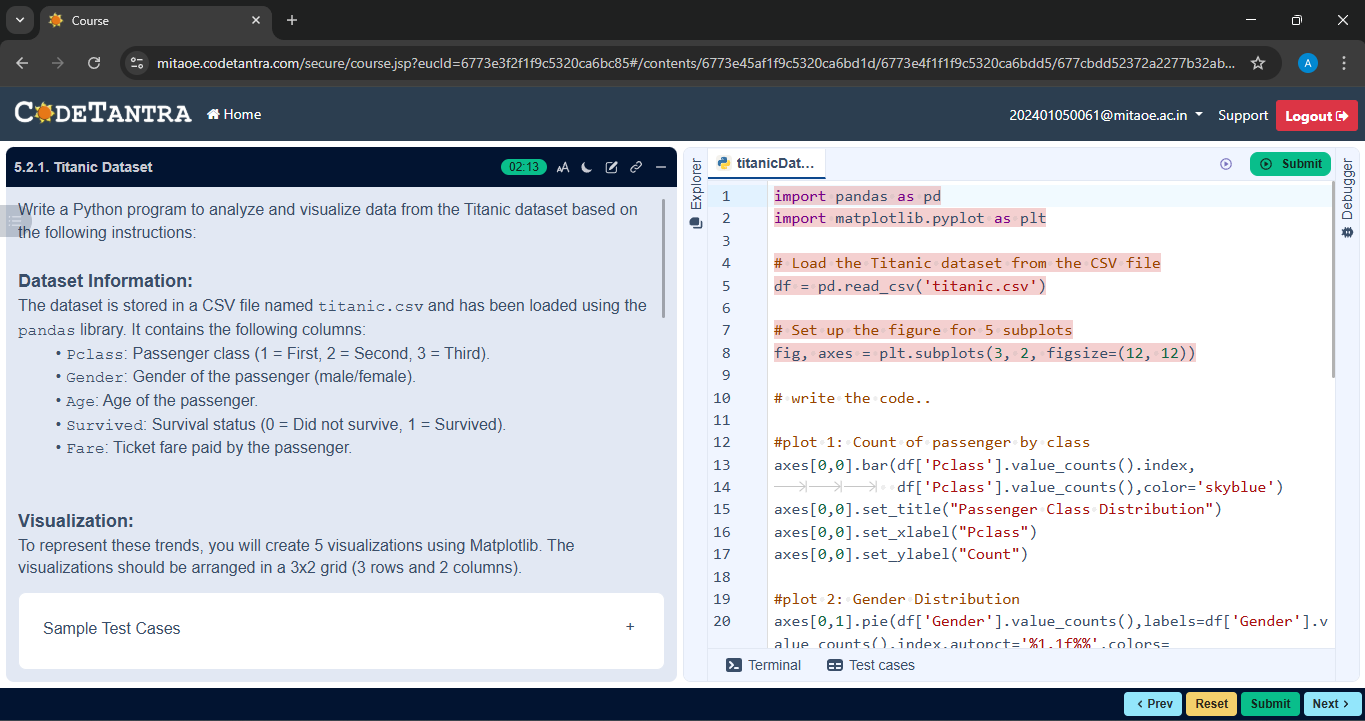 Course
mitaoe.codetantra.com/secure/course.jsp?eucId=6773e3f2f1f9c5320ca6bc85#/contents/6773e45af1f9c5320ca6bd1d/6773e4f1f1f9c5320ca6bdd5/677cbdd52372a2277b32ab...
A
CODETANTRA
Home
202401050061@mitaoe.ac.in
Support
Logout
5.2.1. Titanic Dataset
02:13
AA
Write a Python program to analyze and visualize data from the Titanic dataset based on
the following instructions:
Dataset Information:
The dataset is stored in a CSV file named titanic.csv and has been loaded using the
pandas library. It contains the following columns:
• Pclass: Passenger class (1 = First, 2 = Second, 3 = Third).
• Gender: Gender of the passenger (male/female).
• Age: Age of the passenger.
• Survived: Survival status (0 = Did not survive, 1 = Survived).
• Fare: Ticket fare paid by the passenger.
Visualization:
To represent these trends, you will create 5 visualizations using Matplotlib. The
visualizations should be arranged in a 3x2 grid (3 rows and 2 columns).
Sample Test Cases
+
Explorer
titanicDat...
Submit
Debugger
1 import pandas as pd
2 import matplotlib.pyplot as plt
3
4 # Load the Titanic dataset from the CSV file
5 df = pd.read_csv('titanic.csv')
6
7 # Set up the figure for 5 subplots
8 fig, axes = plt.subplots(3, 2, figsize=(12, 12))
9
10 # write the code..
11
12 #plot 1: Count of passenger by class
13 axes[0,0].bar(df['Pclass'].value_counts().index,
14 df['Pclass'].value_counts(),color='skyblue')
15 axes[0,0].set_title("Passenger Class Distribution")
16 axes[0,0].set_xlabel("Pclass")
17 axes[0,0].set_ylabel("Count")
18
19 #plot 2: Gender Distribution
20 axes[0,1].pie(df['Gender'].value_counts(),labels=df['Gender'].v
alue_counts().index,autopct='%1.1f%%',colors=
Terminal
Test cases
< Prev
Reset
Submit
Next >